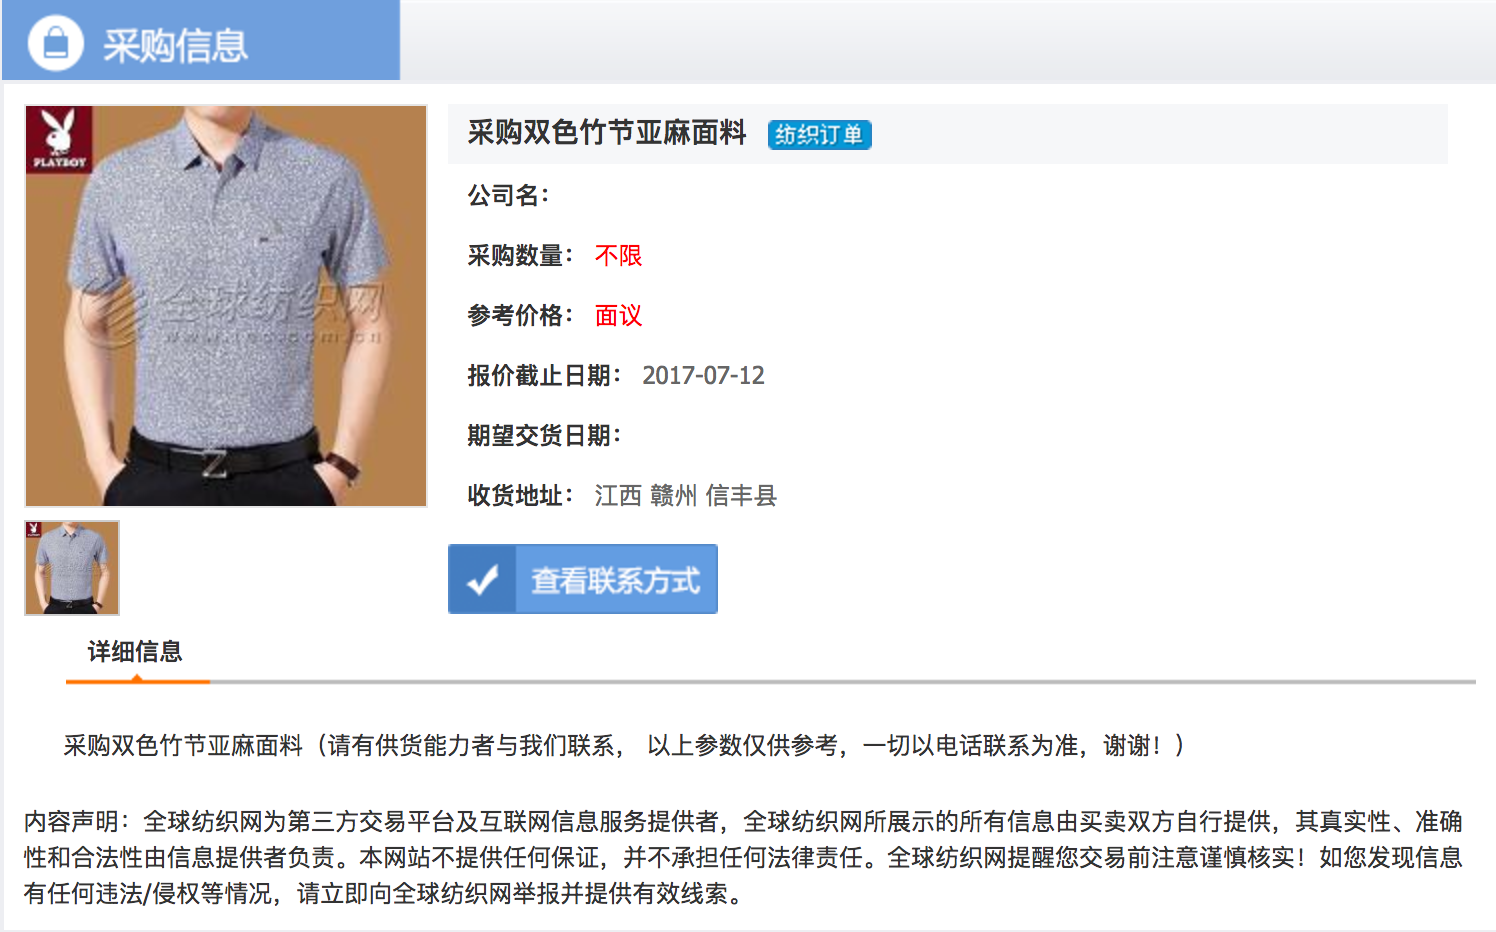 采购信息
PLAYBOY
全球纺织网
采购双色竹节亚麻面料 纺织订单
公司名：
采购数量： 不限
参考价格： 面议
报价截止日期： 2017-07-12
期望交货日期：
收货地址： 江西 赣州 信丰县
查看联系方式
详细信息
采购双色竹节亚麻面料（请有供货能力者与我们联系， 以上参数仅供参考，一切以电话联系为准，谢谢！）
内容声明：全球纺织网为第三方交易平台及互联网信息服务提供者，全球纺织网所展示的所有信息由买卖双方自行提供，其真实性、准确
性和合法性由信息提供者负责。本网站不提供任何保证，并不承担任何法律责任。全球纺织网提醒您交易前注意谨慎核实！如您发现信息
有任何违法/侵权等情况，请立即向全球纺织网举报并提供有效线索。